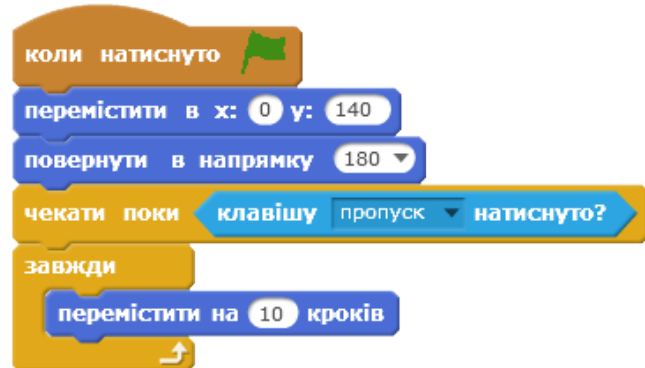 коли натиснуто
перемістити в x: 0 y: 140
повернути в напрямку 180
чекати поки клавішу пропуск натиснуто?
завжди
перемістити на 10 кроків